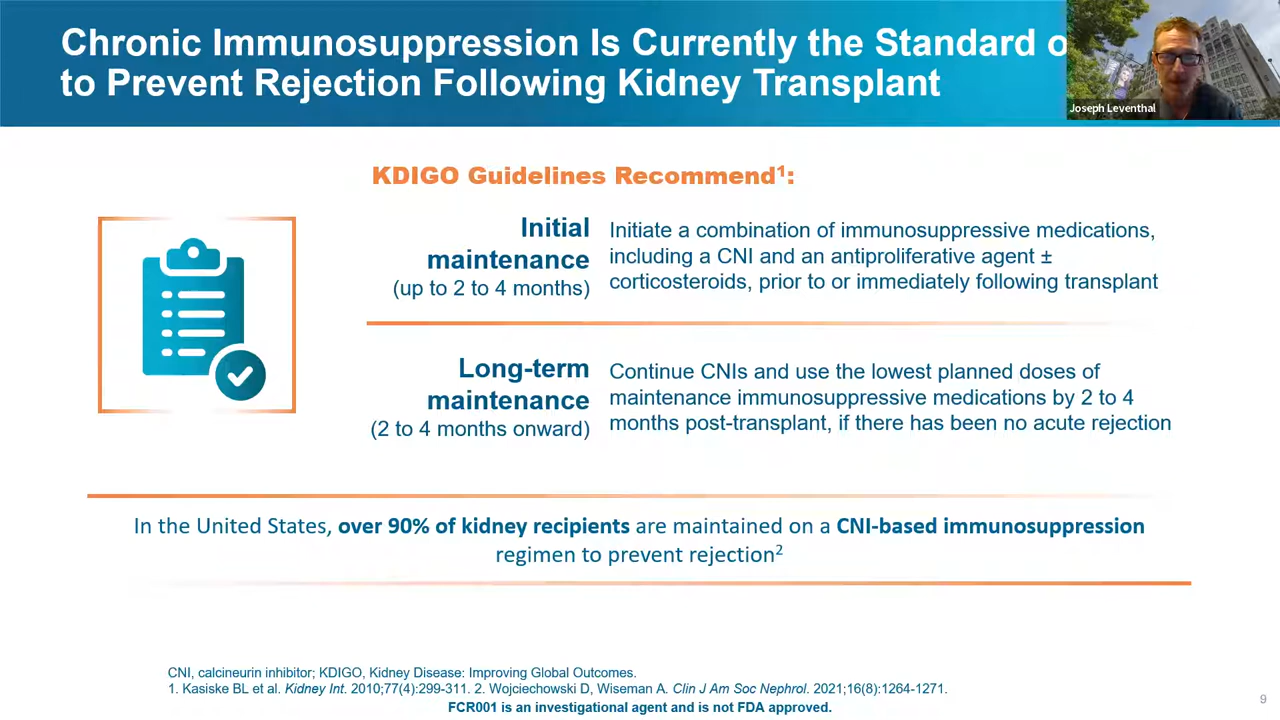 Chronic Immunosuppression Is Currently the Standard
to Prevent Rejection Following Kidney Transplant
Joseph Leventhal
KDIGO Guidelines Recommend1:
Initial
maintenance
(up to 2 to 4 months)
Initiate a combination of immunosuppressive medications,
including a CNI and an antiproliferative agent ±
corticosteroids, prior to or immediately following transplant
Long-term
maintenance
(2 to 4 months onward)
Continue CNIs and use the lowest planned doses of
maintenance immunosuppressive medications by 2 to 4
months post-transplant, if there has been no acute rejection
In the United States, over 90% of kidney recipients are maintained on a CNI-based immunosuppression
regimen to prevent rejection2
CNI, calcineurin inhibitor; KDIGO, Kidney Disease: Improving Global Outcomes.
1. Kasiske BL et al. Kidney Int. 2010;77(4):299-311. 2. Wojciechowski D, Wiseman A. Clin J Am Soc Nephrol. 2021;16(8):1264-1271.
FCR001 is an investigational agent and is not FDA approved.
9